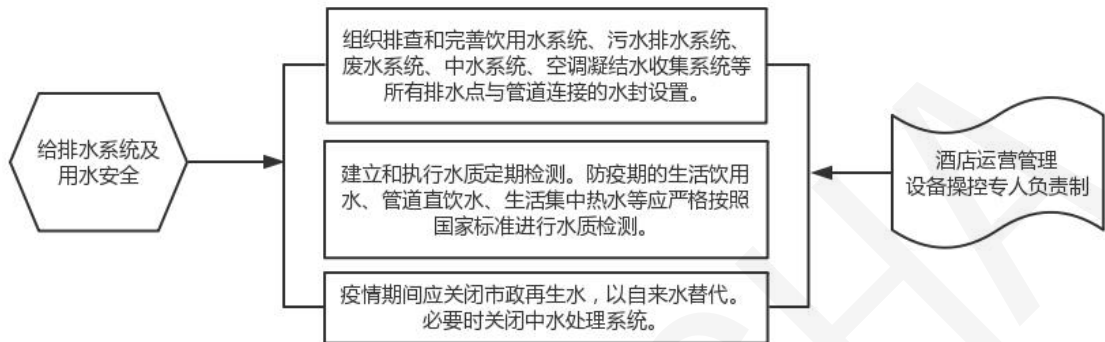 给排水系统及
用水安全
组织排查和完善饮用水系统、污水排水系统、
废水系统、中水系统、空调凝结水收集系统等
所有排水点与管道连接的水封设置。
建立和执行水质定期检测。防疫期的生活饮用
水、管道直饮水、生活集中热水等应严格按照
国家标准进行水质检测。
疫情期间应关闭市政再生水，以自来水替代。
必要时关闭中水处理系统。
酒店运营管理
设备操控专人负责制